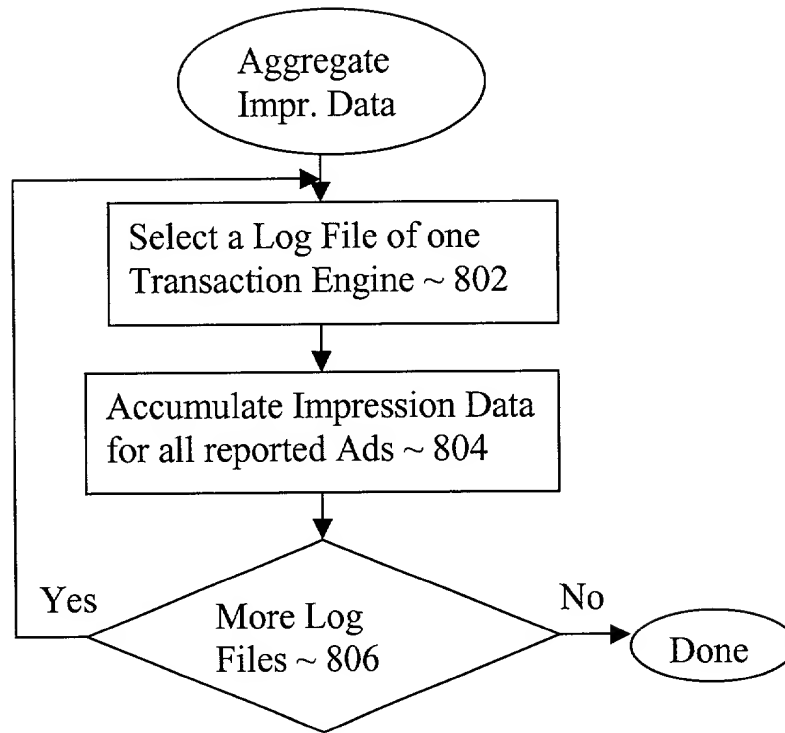 Aggregate
Impr. Data
Select a Log File of one
Transaction Engine ~ 802
Accumulate Impression Data
for all reported Ads ~ 804
Yes
No
More Log
Files ~ 806
Done